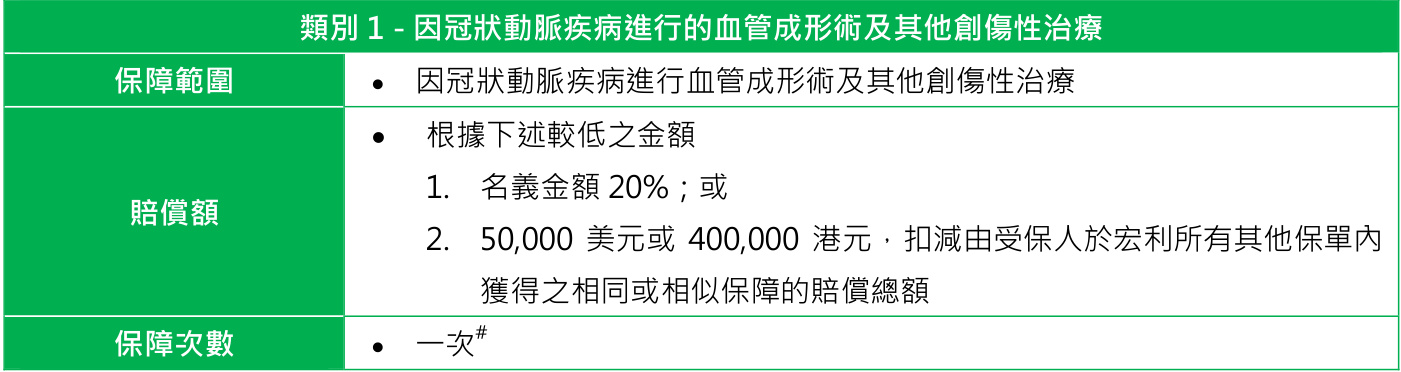 類別 1 - 因冠狀動脈疾病進行的血管成形術及其他創傷性治療
保障範圍
● 因冠狀動脈疾病進行血管成形術及其他創傷性治療
賠償額
● 根據下述較低之金額
1. 名義金額 20%；或
2. 50,000 美元或 400,000 港元，扣減由受保人於宏利所有其他保單內
獲得之相同或相似保障的賠償總額
保障次數
● 一次#